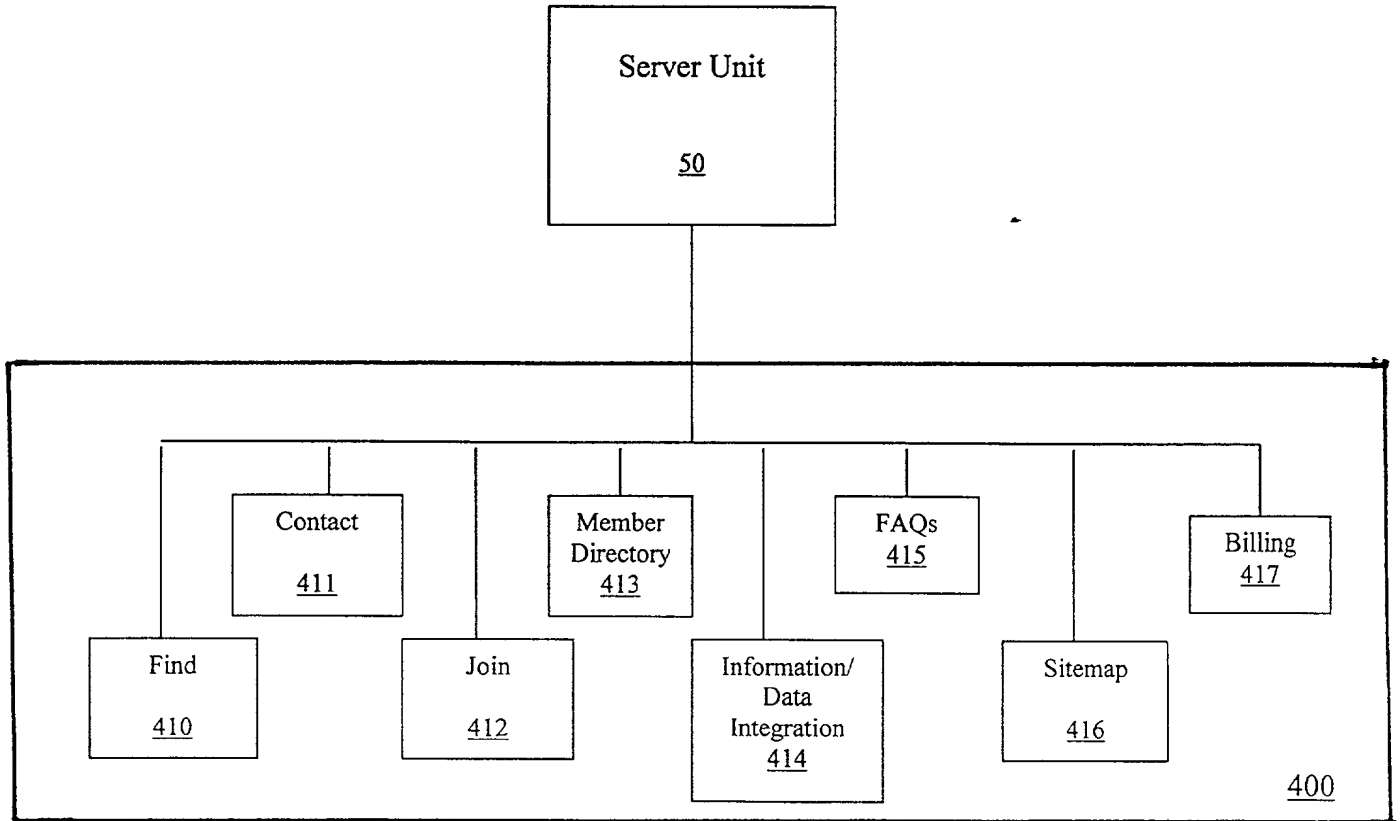 Server Unit
50
Contact
411
Member
Directory
413
FAQs
415
Billing
417
Find
410
Join
412
Information/
Data
Integration
414
Sitemap
416
400